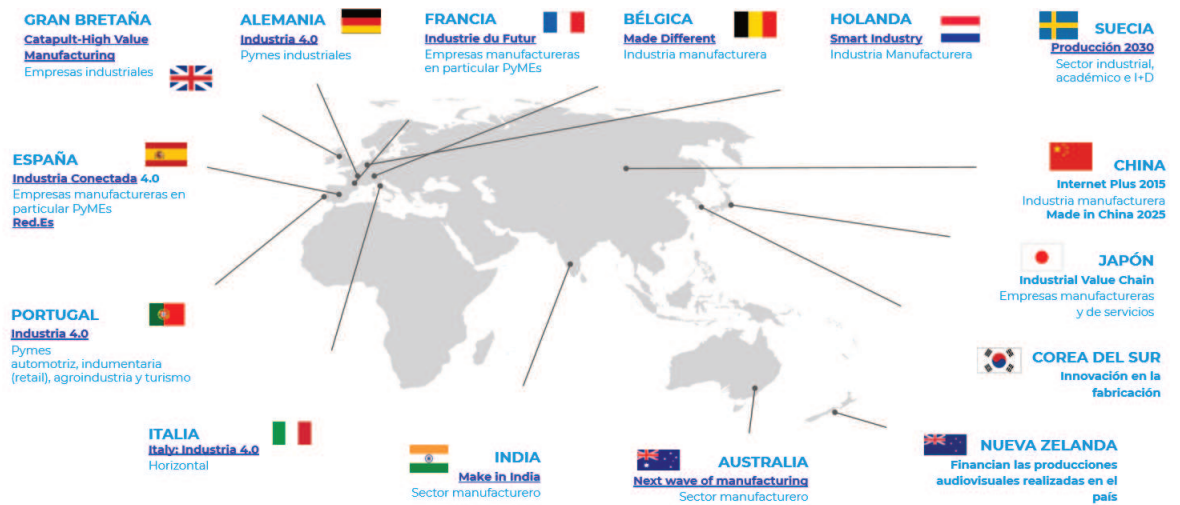 GRAN BRETAÑA
Catapult-High Value
Manufacturing
Empresas industriales
ALEMANIA
Industria 4.0
Pymes industriales
FRANCIA
Industrie du Futur
Empresas manufactureras
en particular PyMEs
BÉLGICA
Made Different
Industria manufacturera
HOLANDA
Smart Industry
Industria Manufacturera
SUECIA
Producción 2030
Sector industrial,
académico e I+D
ESPAÑA
Industria Conectada 4.0
Empresas manufactureras en
particular PyMEs
Red.Es
CHINA
Internet Plus 2015
Industria manufacturera
Made in China 2025
JAPÓN
Industrial Value Chain
Empresas manufactureras
y de servicios
PORTUGAL
Industria 4.0
Pymes
automotriz, indumentaria
(retail), agroindustria y turismo
COREA DEL SUR
Innovación en la
fabricación
ITALIA
Italy: Industria 4.0
Horizontal
INDIA
Make in India
Sector manufacturero
AUSTRALIA
Next wave of manufacturing
Sector manufacturero
NUEVA ZELANDA
Financian las producciones
audiovisuales realizadas en el
país